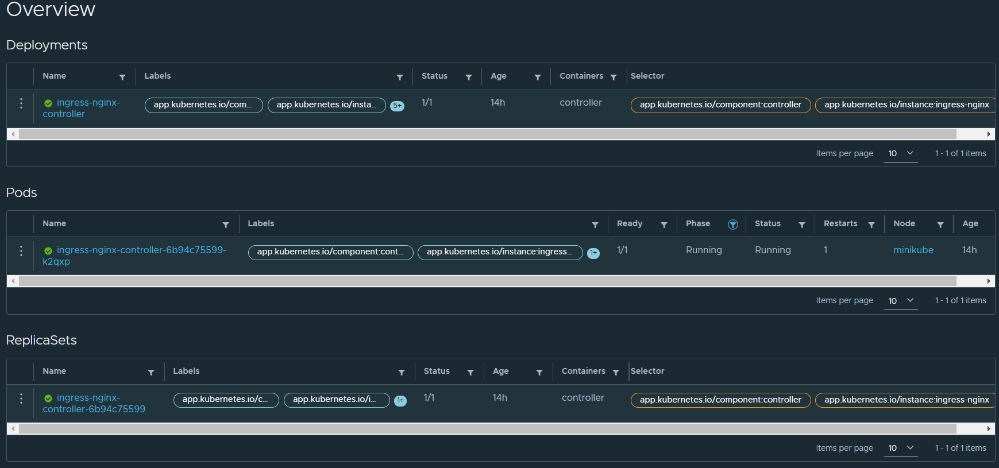 Overview
Deployments
Name Labels Status Age Containers Selector
ingress-nginx-
controller
app.kubernetes.io/com... app.kubernetes.io/insta... 5+ 1/1 14h controller app.kubernetes.io/component:controller app.kubernetes.io/instance:ingress-nginx
Items per page 10 1 - 1 of 1 items
Pods
Name Labels Ready Phase Status Restarts Node Age
ingress-nginx-controller-6b94c75599-
k2qxp
app.kubernetes.io/component:cont... app.kubernetes.io/instance:ingress... 1+ 1/1 Running Running 1 minikube 14h
Items per page 10 1 - 1 of 1 items
ReplicaSets
Name Labels Status Age Containers Selector
ingress-nginx-
controller-6b94c75599
app.kubernetes.io/c... app.kubernetes.io/i... 1+ 1/1 14h controller app.kubernetes.io/component:controller app.kubernetes.io/instance:ingress-nginx
Items per page 10 1 - 1 of 1 items